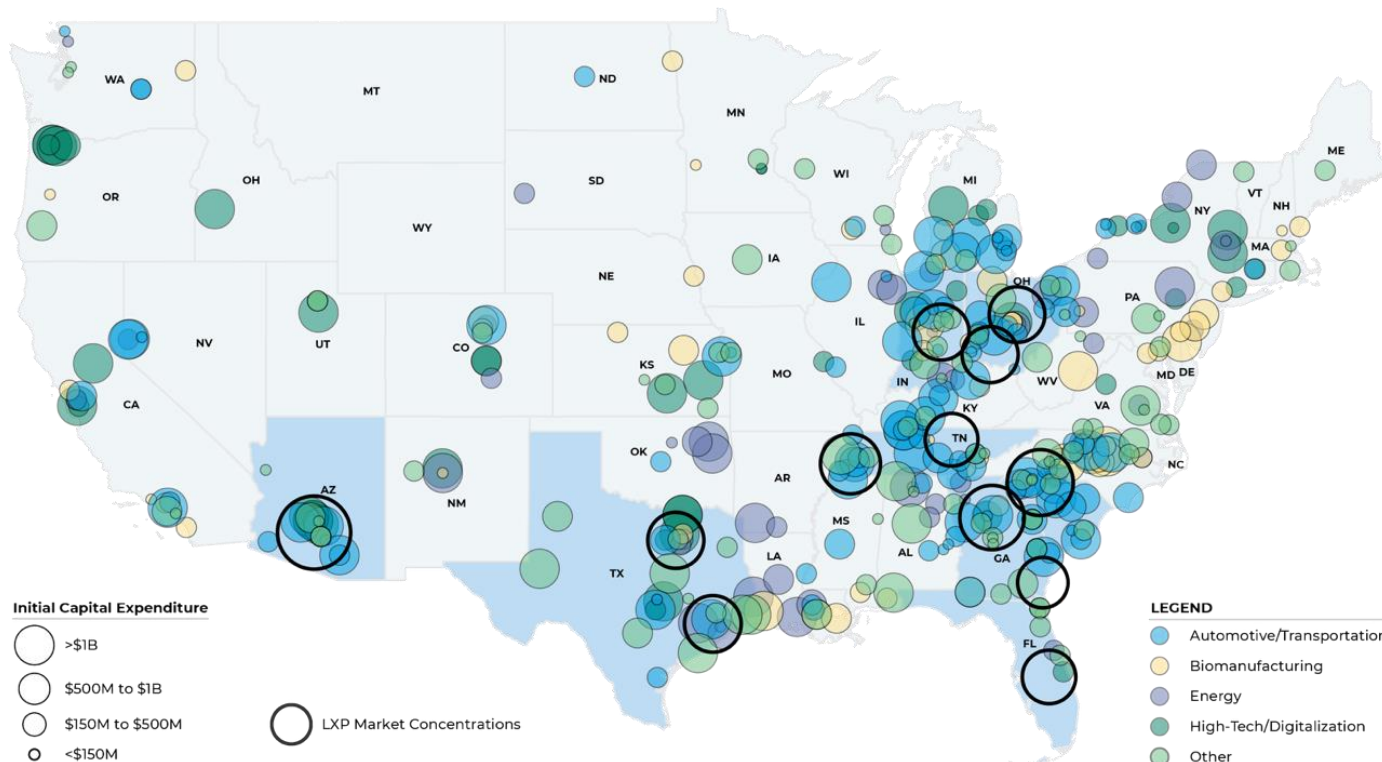 WA
MT
ND
MN
ME
OR
OH
SD
WI
MI
VT
NH
NY
MA
WY
IA
NE
PA
OH
NV
UT
CO
KS
MO
IL
IN
WV
MD
DE
CA
KY
VA
AZ
NM
OK
AR
TN
NC
TX
LA
MS
AL
GA
FL
Initial Capital Expenditure
>$1B
$500M to $1B
$150M to $500M
<$150M
LXP Market Concentrations
LEGEND
Automotive/Transportation
Biomanufacturing
Energy
High-Tech/Digitalization
Other